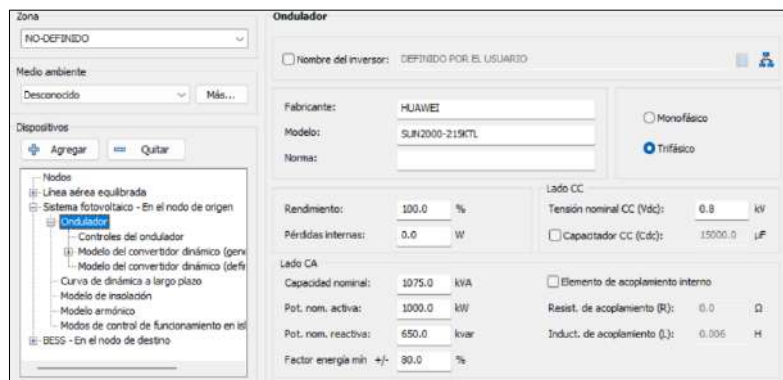 Zona
NO-DEFINIDO
Medio ambiente
Desconocido Más...
Dispositivos
Agregar Quitar
Nodos
Línea aérea equilibrada
Sistema fotovoltaico - En el nodo de origen
Ondulador
Controles del ondulador
Modelo del convertidor dinámico (gene
Modelo del convertidor dinámico (defir
Curva de dinámica a largo plazo
Modelo de insolación
Modelo armónico
Modos de control de funcionamiento en isl
BESS - En el nodo de destino
Ondulador
Nombre del inversor: DEFINIDO POR EL USUARIO
Fabricante: HUAWEI
Modelo: SUN2000-215KTL
Norma:
Monofásico
Trifásico
Rendimiento: 100.0 %
Pérdidas internas: 0.0 W
Lado CC
Tensión nominal CC (Vdc): 0.8 kV
Capacitador CC (Cdc): 15000.0 µF
Lado CA
Capacidad nominal: 1075.0 kVA
Pot. nom. activa: 1000.0 kW
Pot. nom. reactiva: 650.0 kvar
Factor energía mín +/- 80.0 %
Elemento de acoplamiento interno
Resist. de acoplamiento (R): 0.0 Ω
Induct. de acoplamiento (L): 0.006 H